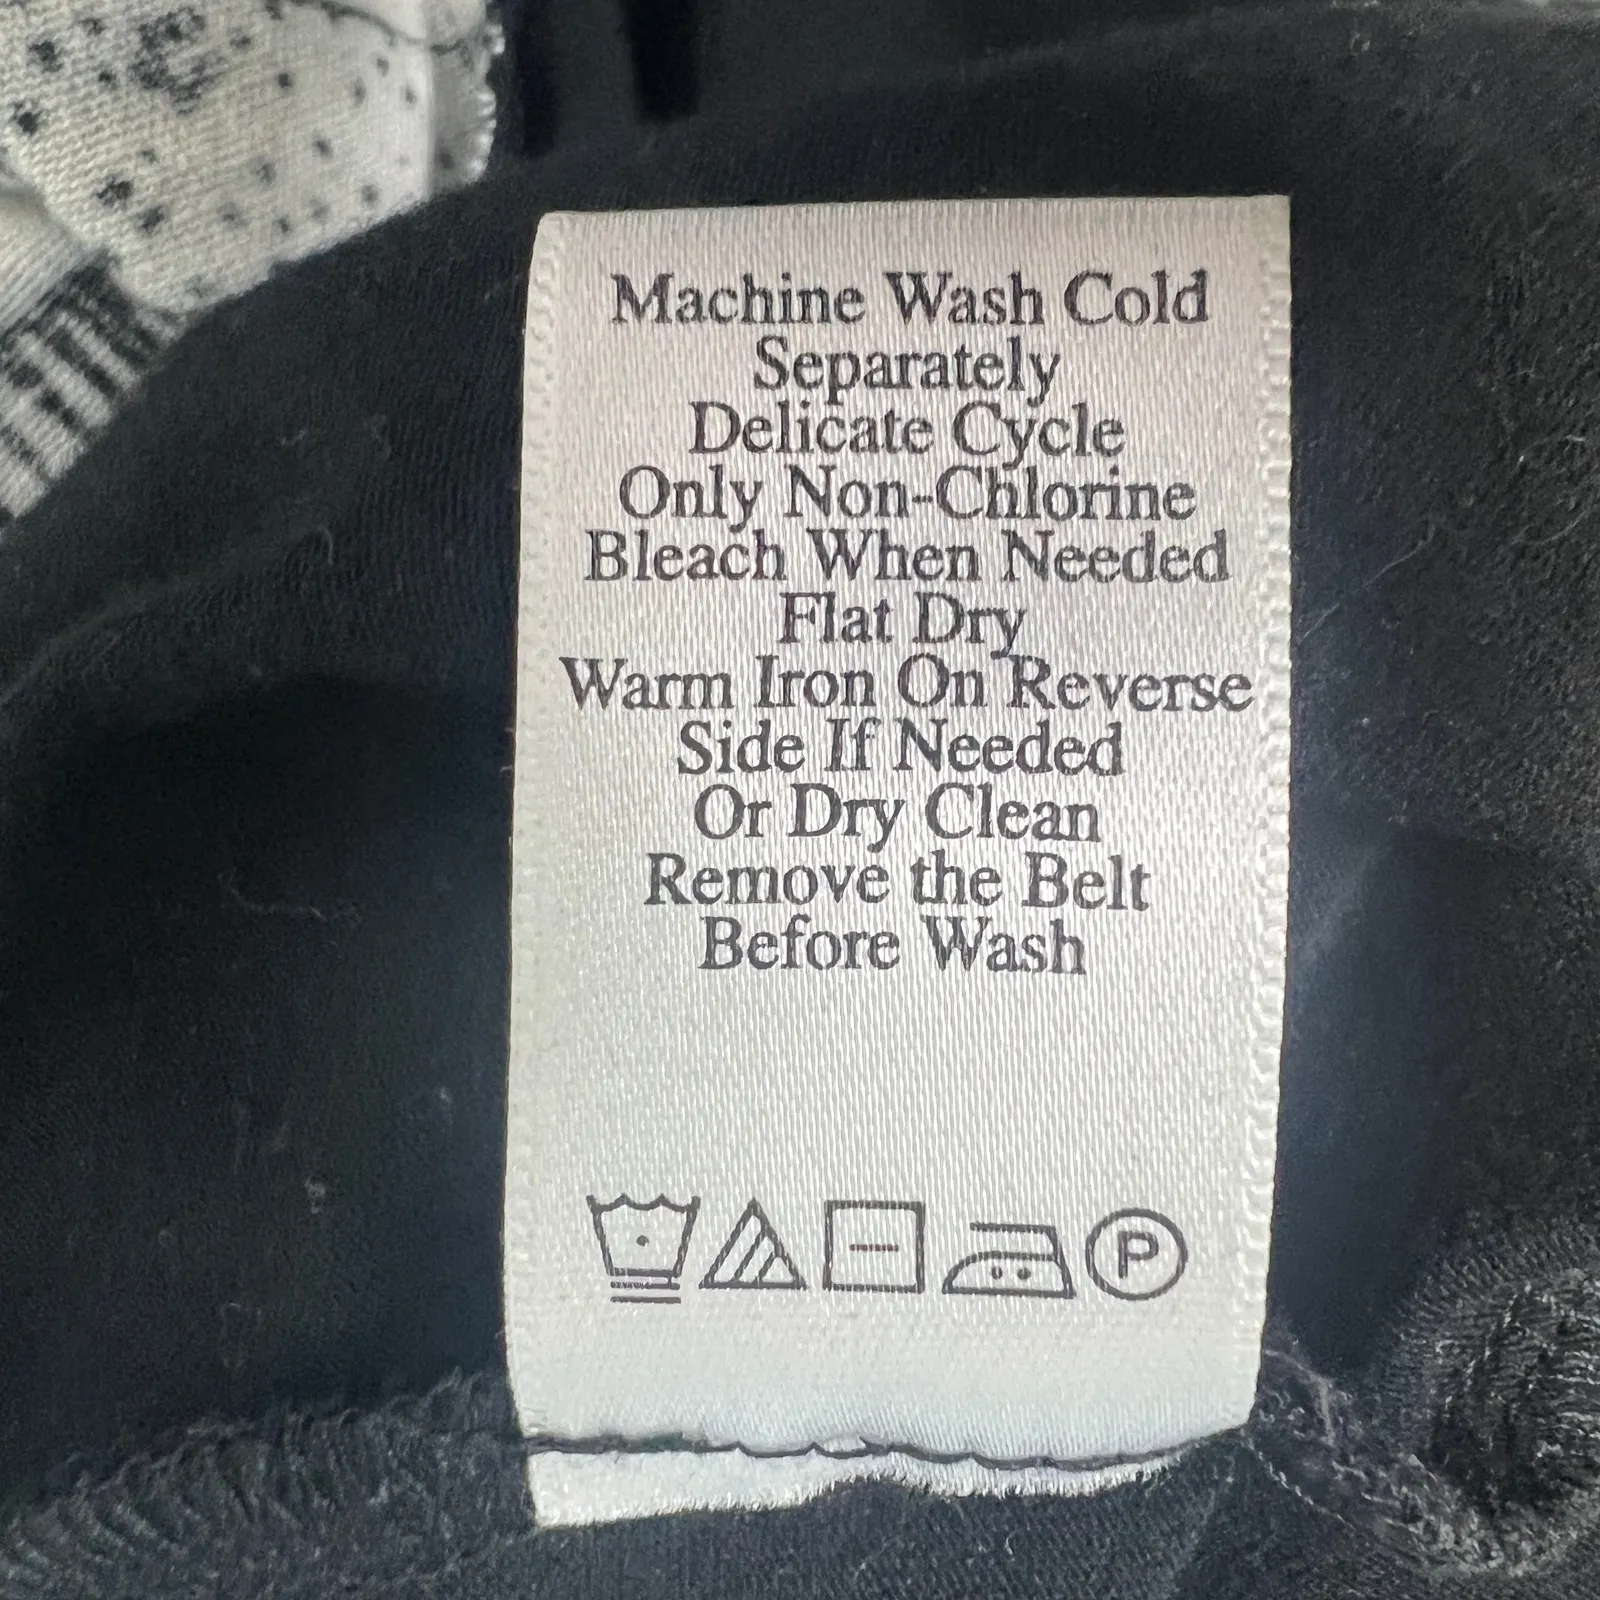 Machine Wash Cold
Separately
Delicate Cycle
Only Non-Chlorine
Bleach When Needed
Flat Dry
Warm Iron On Reverse
Side If Needed
Or Dry Clean
Remove the Belt
Before Wash
P